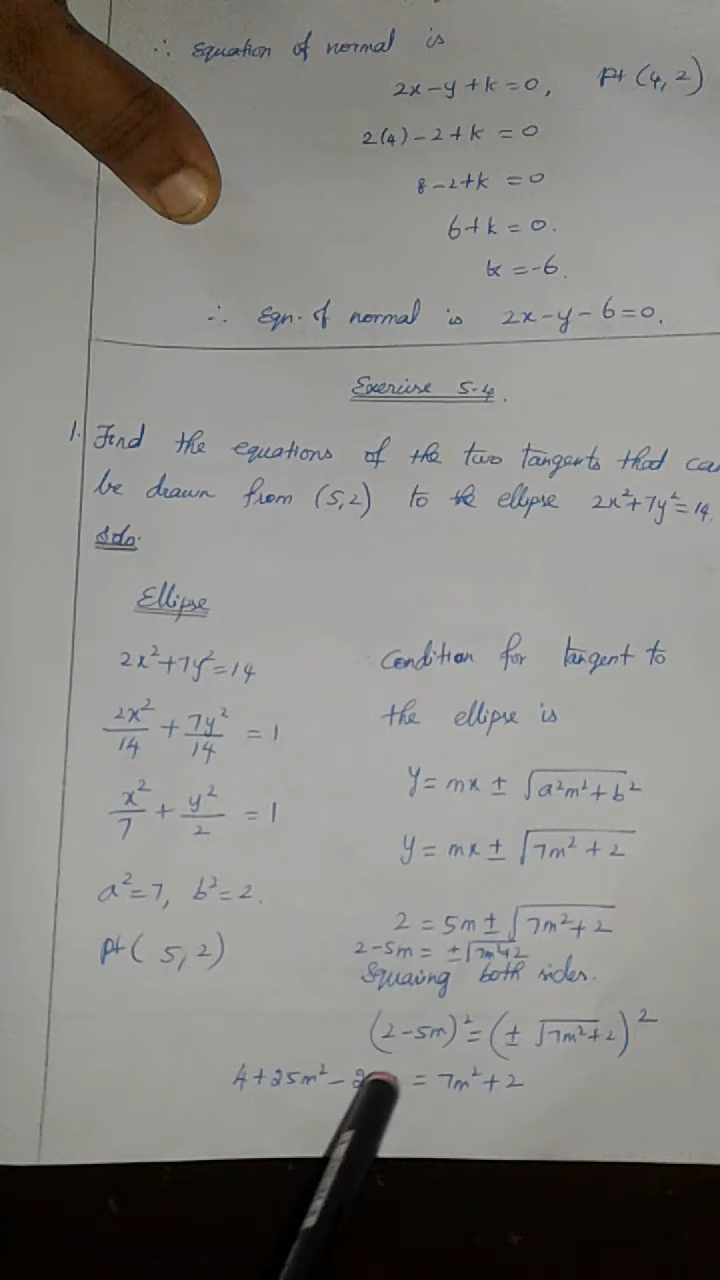 ∴ Equation of normal is
2x-y+k=0, pt (4,2)
2(4)-2+k = 0
8-2+k = 0
6+k = 0.
k = -6.
∴ Eqn. of normal is 2x-y-6=0.
Exercise 5.4.
1. Find the equations of the two tangents that can
be drawn from (5,2) to the ellipse 2x²+7y²=14.
Soln.
Ellipse
2x²+7y²=14
2x²/14 + 7y²/14 = 1
x²/7 + y²/2 = 1
a²=7, b²=2.
pt (5,2)
Condition for tangent to
the ellipse is
y = mx ± √a²m²+b²
y = mx ± √7m²+2
2 = 5m ± √7m²+2
2-5m = ±√7m²+2
Squaing both sides.
(2-5m)² = (± √7m²+2)²
4+25m²- = 7m²+2